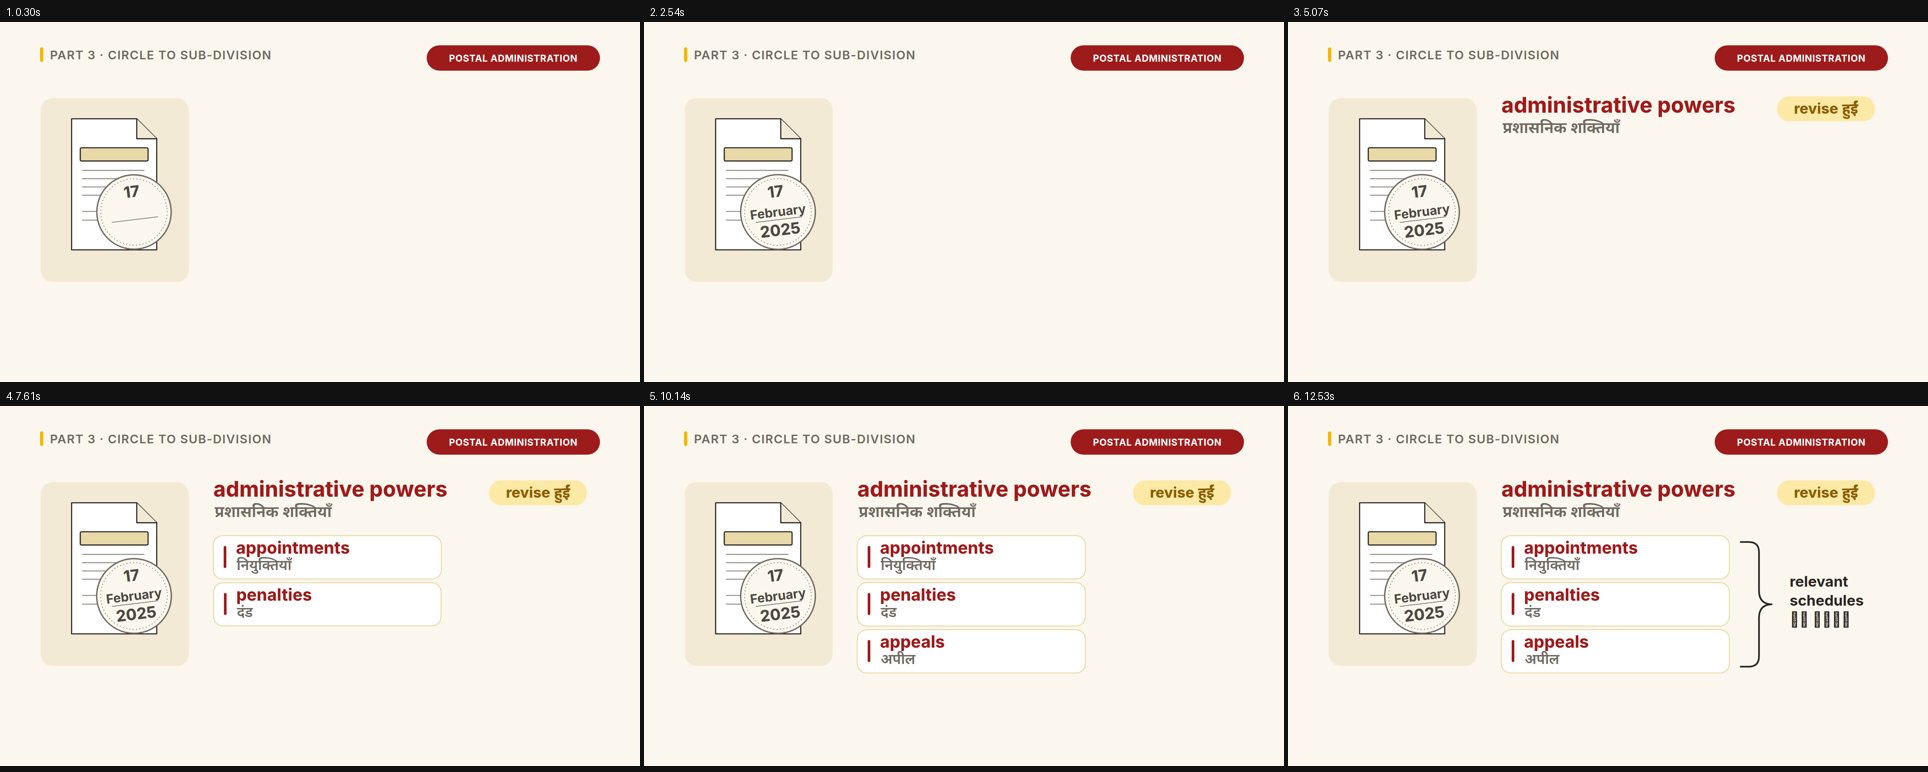 1. 0.30s
PART 3 · CIRCLE TO SUB-DIVISION
POSTAL ADMINISTRATION
17
2. 2.54s
PART 3 · CIRCLE TO SUB-DIVISION
POSTAL ADMINISTRATION
17
February
2025
3. 5.07s
PART 3 · CIRCLE TO SUB-DIVISION
POSTAL ADMINISTRATION
administrative powers
revise हुईं
प्रशासनिक शक्तियाँ
17
February
2025
4. 7.61s
PART 3 · CIRCLE TO SUB-DIVISION
POSTAL ADMINISTRATION
administrative powers
revise हुईं
प्रशासनिक शक्तियाँ
appointments
नियुक्तियाँ
penalties
दंड
17
February
2025
5. 10.14s
PART 3 · CIRCLE TO SUB-DIVISION
POSTAL ADMINISTRATION
administrative powers
revise हुईं
प्रशासनिक शक्तियाँ
appointments
नियुक्तियाँ
penalties
दंड
appeals
अपील
17
February
2025
6. 12.53s
PART 3 · CIRCLE TO SUB-DIVISION
POSTAL ADMINISTRATION
administrative powers
revise हुईं
प्रशासनिक शक्तियाँ
appointments
नियुक्तियाँ
penalties
दंड
appeals
अपील
relevant
schedules
17
February
2025